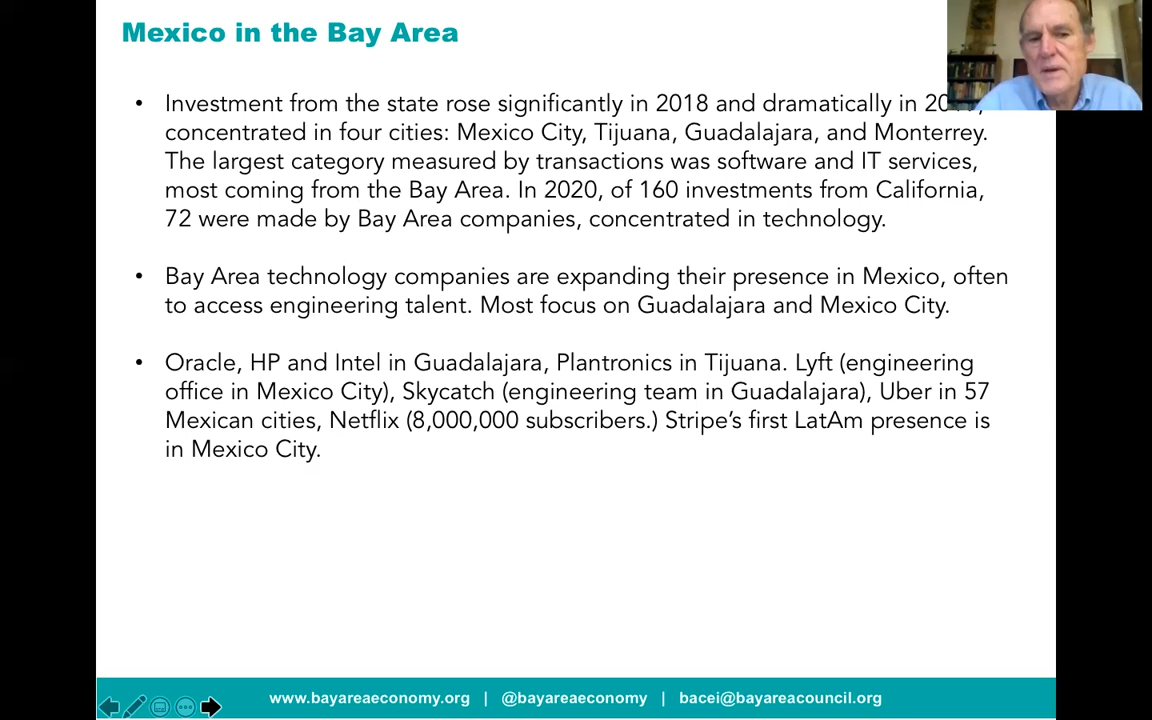 Mexico in the Bay Area
• Investment from the state rose significantly in 2018 and dramatically in
concentrated in four cities: Mexico City, Tijuana, Guadalajara, and Monterrey.
The largest category measured by transactions was software and IT services,
most coming from the Bay Area. In 2020, of 160 investments from California,
72 were made by Bay Area companies, concentrated in technology.
• Bay Area technology companies are expanding their presence in Mexico, often
to access engineering talent. Most focus on Guadalajara and Mexico City.
• Oracle, HP and Intel in Guadalajara, Plantronics in Tijuana. Lyft (engineering
office in Mexico City), Skycatch (engineering team in Guadalajara), Uber in 57
Mexican cities, Netflix (8,000,000 subscribers.) Stripe’s first LatAm presence is
in Mexico City.
www.bayareaeconomy.org | @bayareaeconomy | bacei@bayareacouncil.org